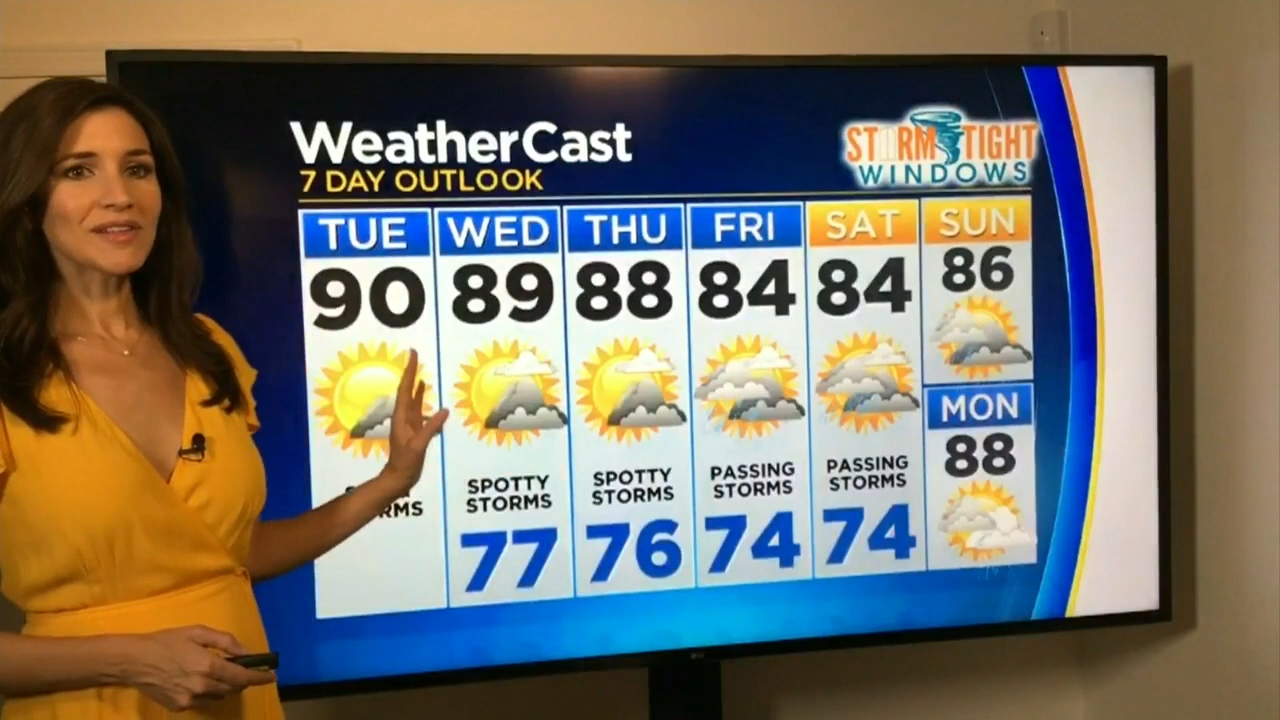 WeatherCast
7 DAY OUTLOOK
STORM TIGHT
WINDOWS
TUE WED THU FRI SAT SUN
90 89 88 84 84 86
SPOTTY STORMS
SPOTTY STORMS
PASSING STORMS
PASSING STORMS
77 76 74 74
MON
88